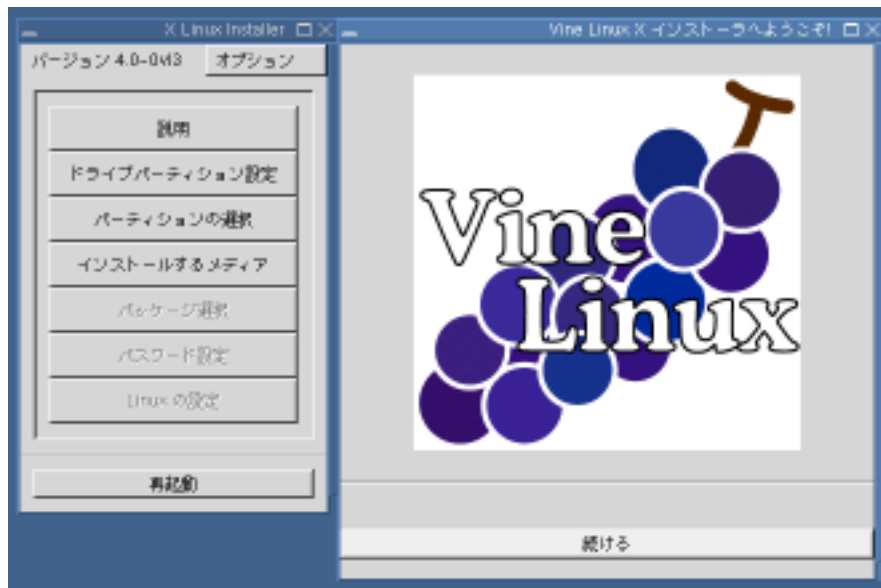 X Linux Installer
バージョン 4.0-0vl3
オプション
説明
ドライブパーティション設定
パーティションの選択
インストールするメディア
パッケージ選択
パスワード設定
Linux の設定
再起動
Vine Linux X インストーラへようこそ!
Vine
Linux
続ける